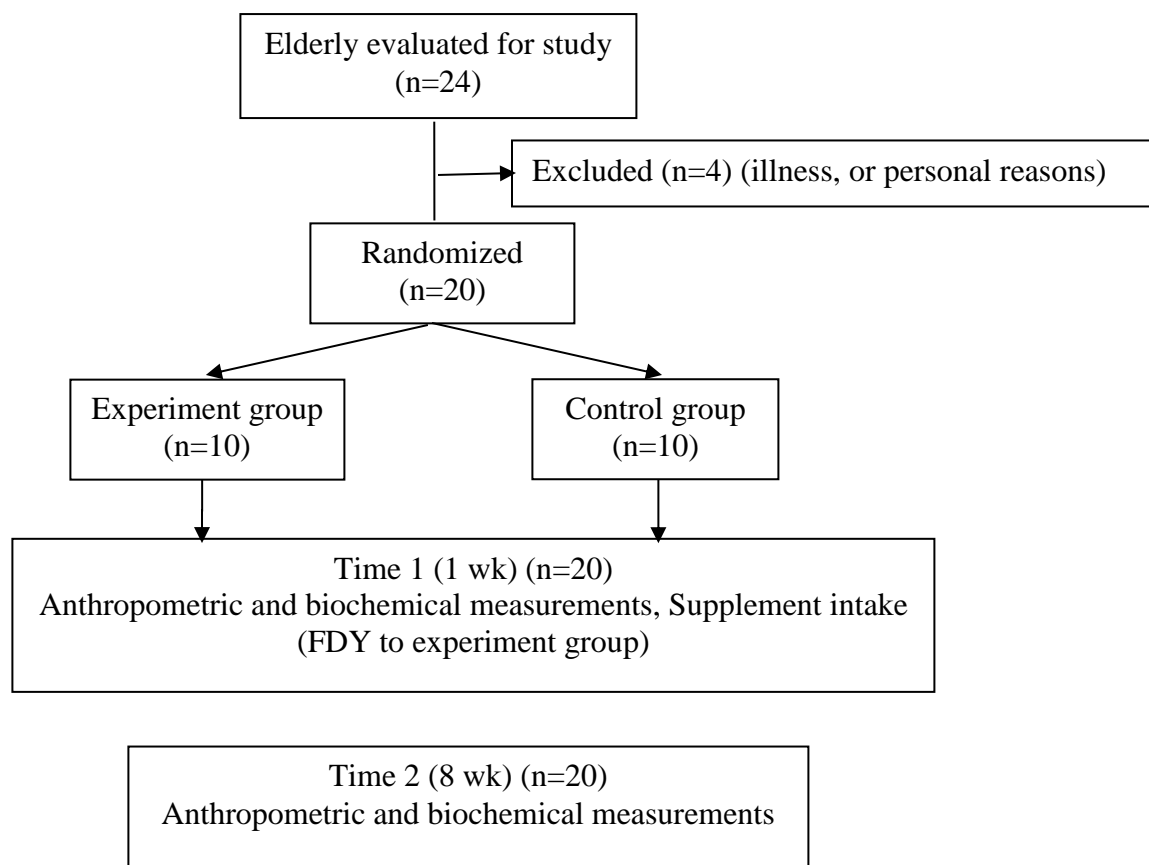 Elderly evaluated for study
(n=24)
Excluded (n=4) (illness, or personal reasons)
Randomized
(n=20)
Experiment group
(n=10)
Control group
(n=10)
Time 1 (1 wk) (n=20)
Anthropometric and biochemical measurements, Supplement intake
(FDY to experiment group)
Time 2 (8 wk) (n=20)
Anthropometric and biochemical measurements